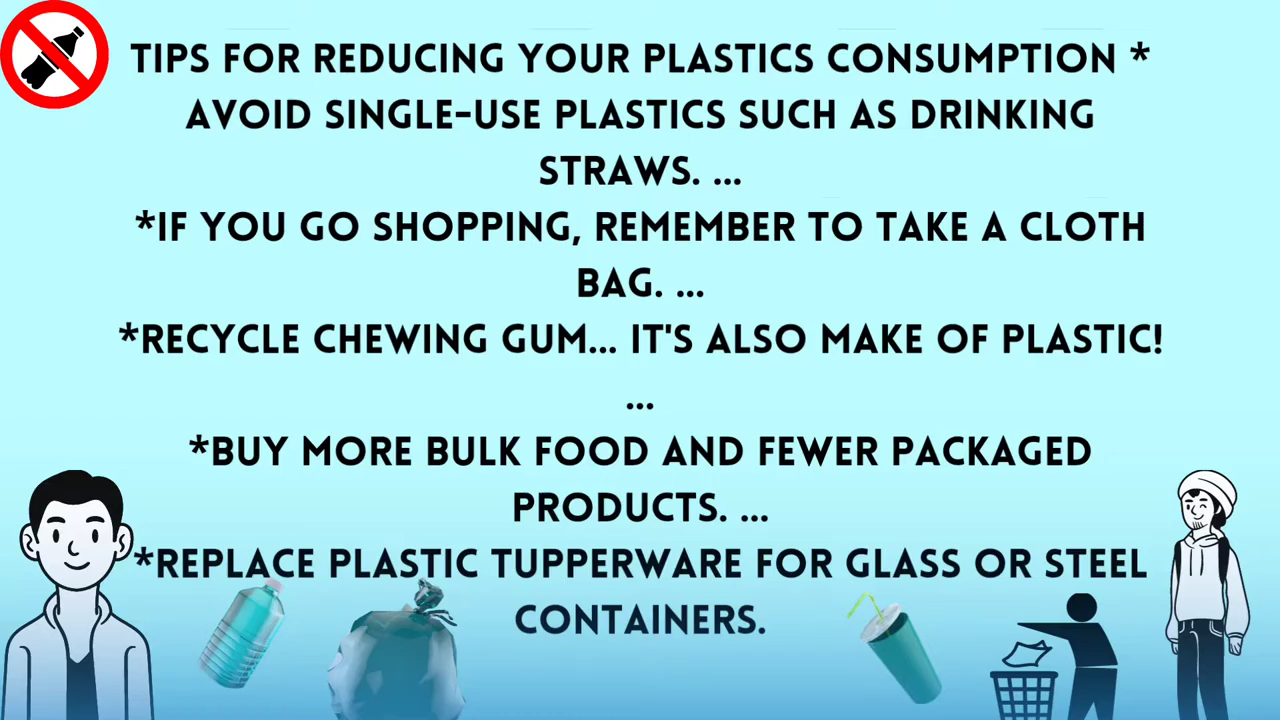 TIPS FOR REDUCING YOUR PLASTICS CONSUMPTION *
AVOID SINGLE-USE PLASTICS SUCH AS DRINKING
STRAWS. ...
*IF YOU GO SHOPPING, REMEMBER TO TAKE A CLOTH
BAG. ...
*RECYCLE CHEWING GUM... IT'S ALSO MAKE OF PLASTIC!
...
*BUY MORE BULK FOOD AND FEWER PACKAGED
PRODUCTS. ...
*REPLACE PLASTIC TUPPERWARE FOR GLASS OR STEEL
CONTAINERS.